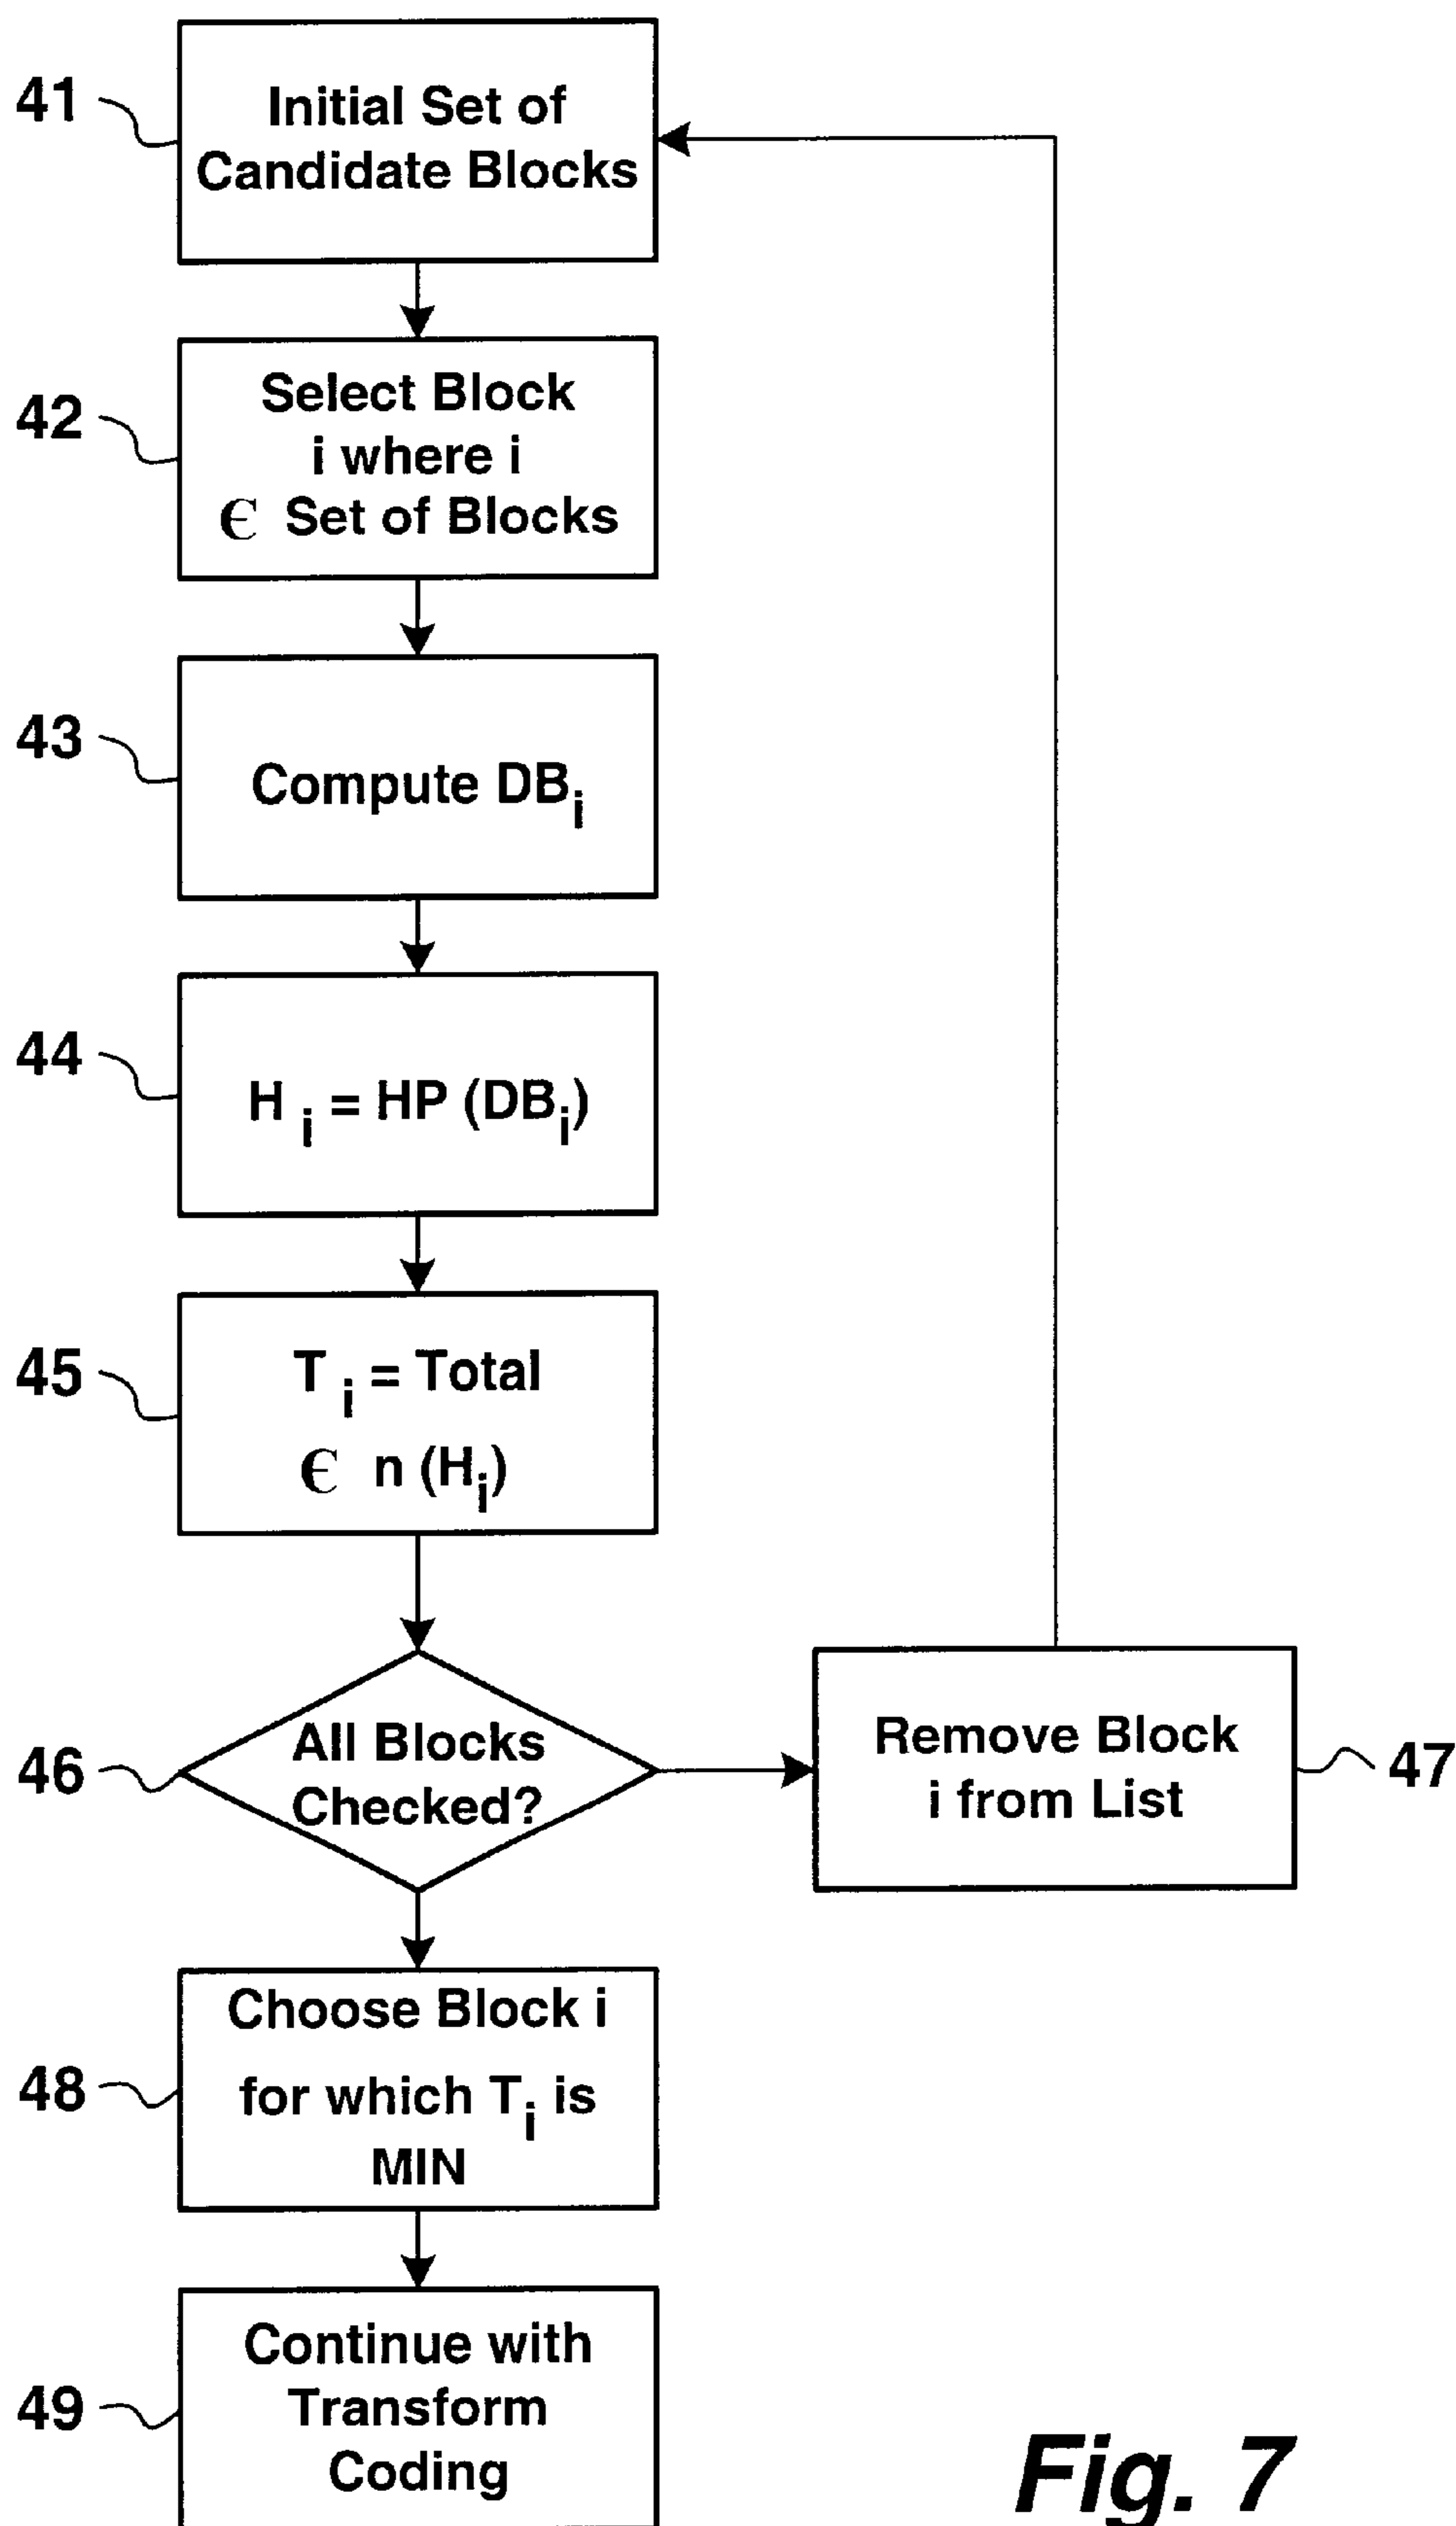 41
Initial Set of
Candidate Blocks
42
Select Block
i where i
∈ Set of Blocks
43
Compute DBi
44
Hi = HP (DBi)
45
Ti = Total
∈ n (Hi)
46
All Blocks
Checked?
Remove Block
i from List
47
48
Choose Block i
for which Ti is
MIN
49
Continue with
Transform
Coding
Fig. 7